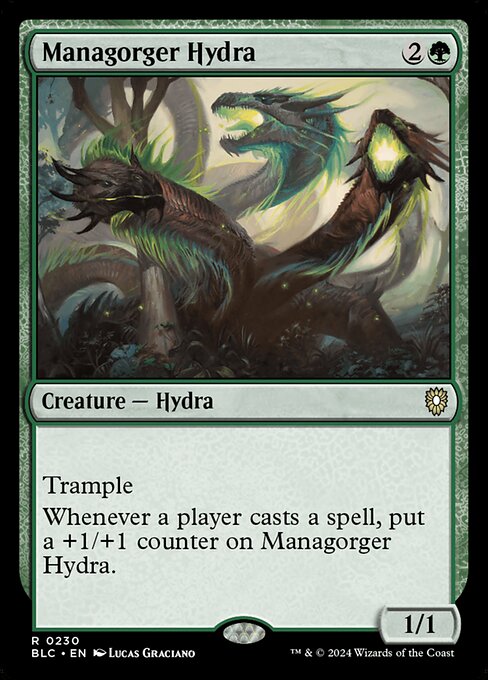 Managorger Hydra 2
Creature — Hydra
Trample
Whenever a player casts a spell, put
a +1/+1 counter on Managorger
Hydra.
1/1
R 0230
BLC • EN Lucas Graciano
™ & © 2024 Wizards of the Coast